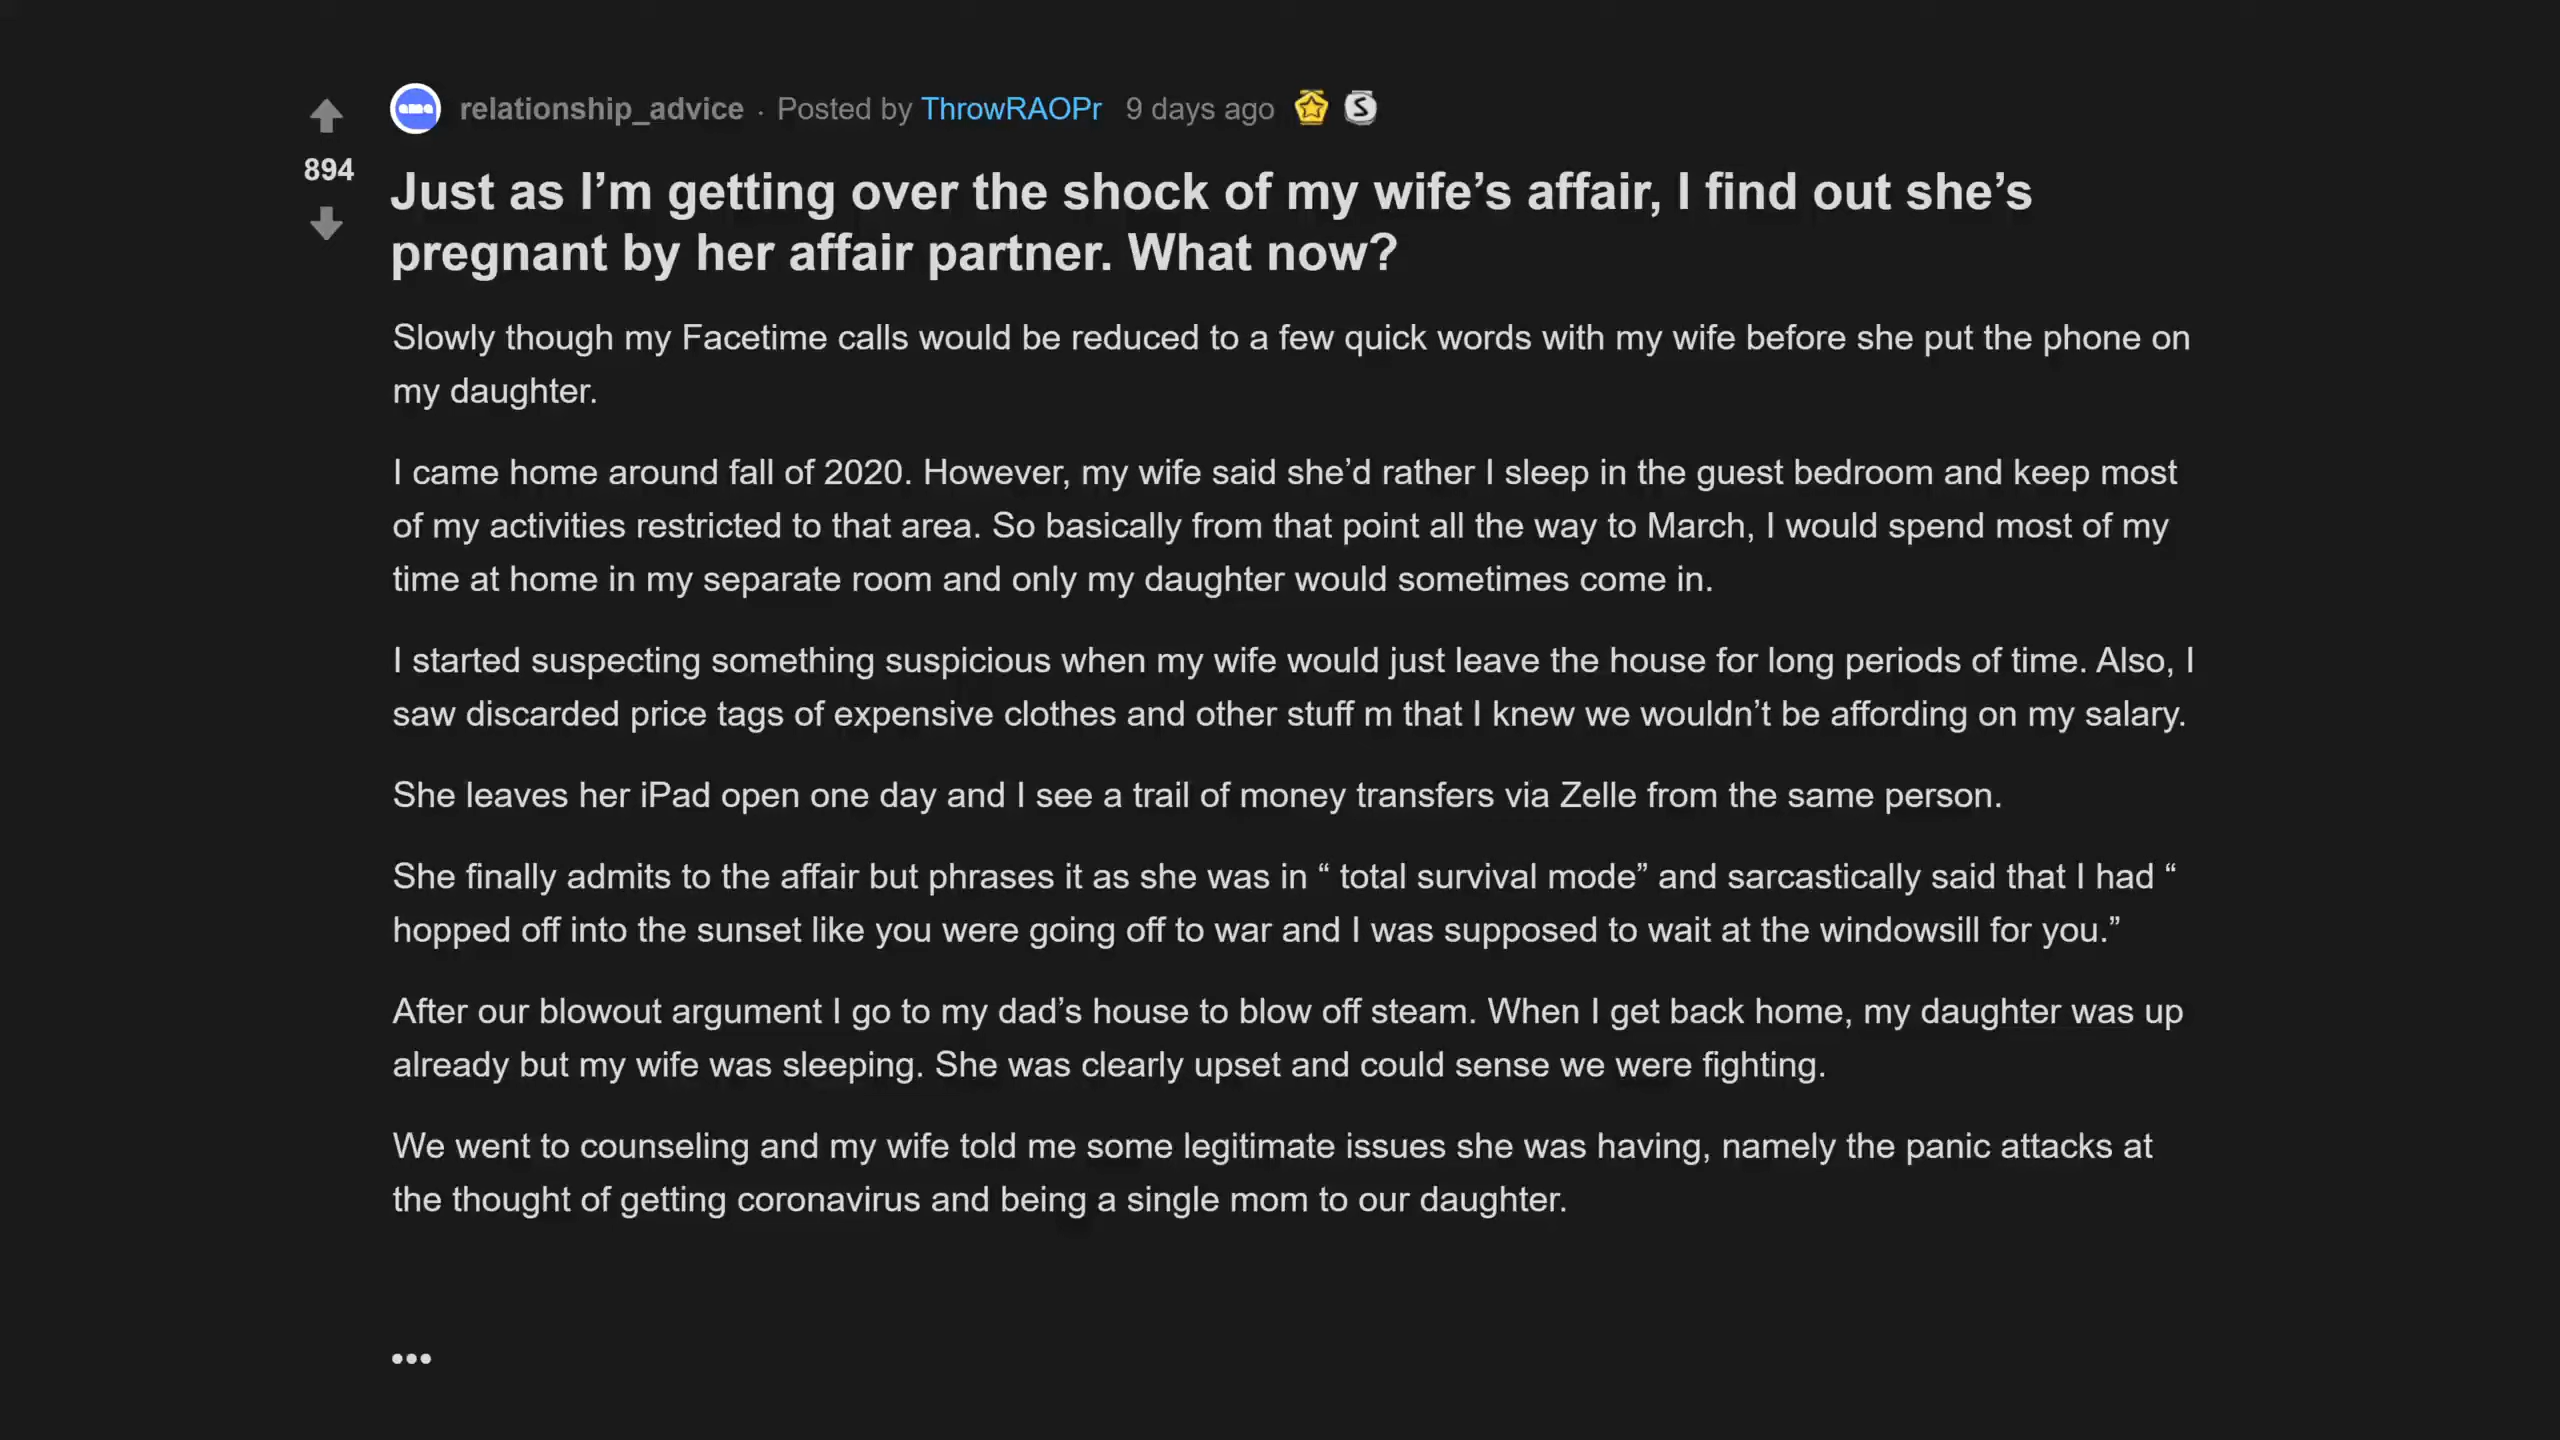 relationship_advice · Posted by ThrowRAOPr 9 days ago S
894
Just as I’m getting over the shock of my wife’s affair, I find out she’s
pregnant by her affair partner. What now?
Slowly though my Facetime calls would be reduced to a few quick words with my wife before she put the phone on
my daughter.
I came home around fall of 2020. However, my wife said she’d rather I sleep in the guest bedroom and keep most
of my activities restricted to that area. So basically from that point all the way to March, I would spend most of my
time at home in my separate room and only my daughter would sometimes come in.
I started suspecting something suspicious when my wife would just leave the house for long periods of time. Also, I
saw discarded price tags of expensive clothes and other stuff m that I knew we wouldn’t be affording on my salary.
She leaves her iPad open one day and I see a trail of money transfers via Zelle from the same person.
She finally admits to the affair but phrases it as she was in “ total survival mode” and sarcastically said that I had “
hopped off into the sunset like you were going off to war and I was supposed to wait at the windowsill for you.”
After our blowout argument I go to my dad’s house to blow off steam. When I get back home, my daughter was up
already but my wife was sleeping. She was clearly upset and could sense we were fighting.
We went to counseling and my wife told me some legitimate issues she was having, namely the panic attacks at
the thought of getting coronavirus and being a single mom to our daughter.
•••